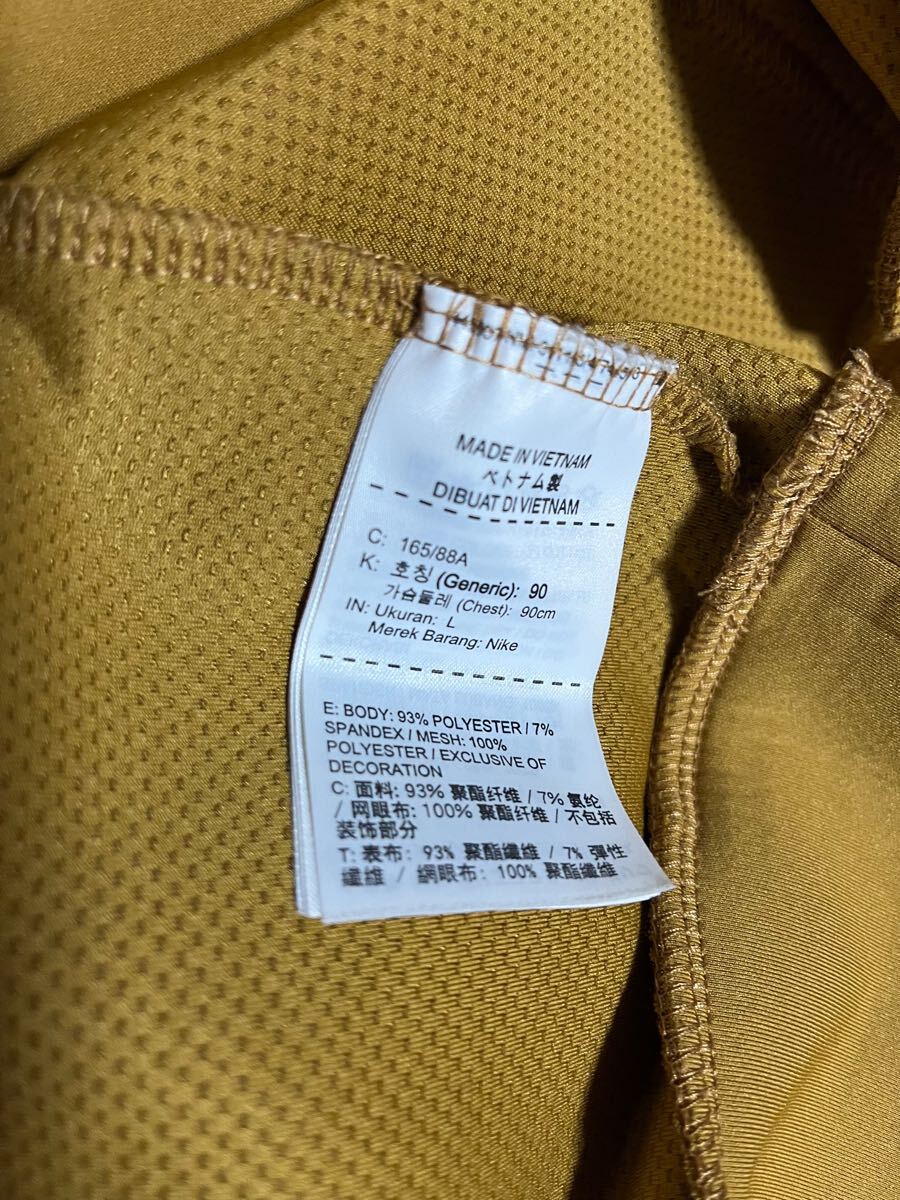 MADE IN VIETNAM
ベトナム製
DIBUAT DI VIETNAM
C: 165/88A
K: 호칭 (Generic): 90
가슴둘레 (Chest): 90cm
IN: Ukuran: L
Merek Barang: Nike
E: BODY: 93% POLYESTER / 7%
SPANDEX / MESH: 100%
POLYESTER / EXCLUSIVE OF
DECORATION
C: 面料: 93% 聚酯纤维 / 7% 氨纶
/ 网眼布: 100% 聚酯纤维 / 不包括
装饰部分
T: 表布: 93% 聚酯纖維 / 7% 彈性
纖維 / 網眼布: 100% 聚酯纖維